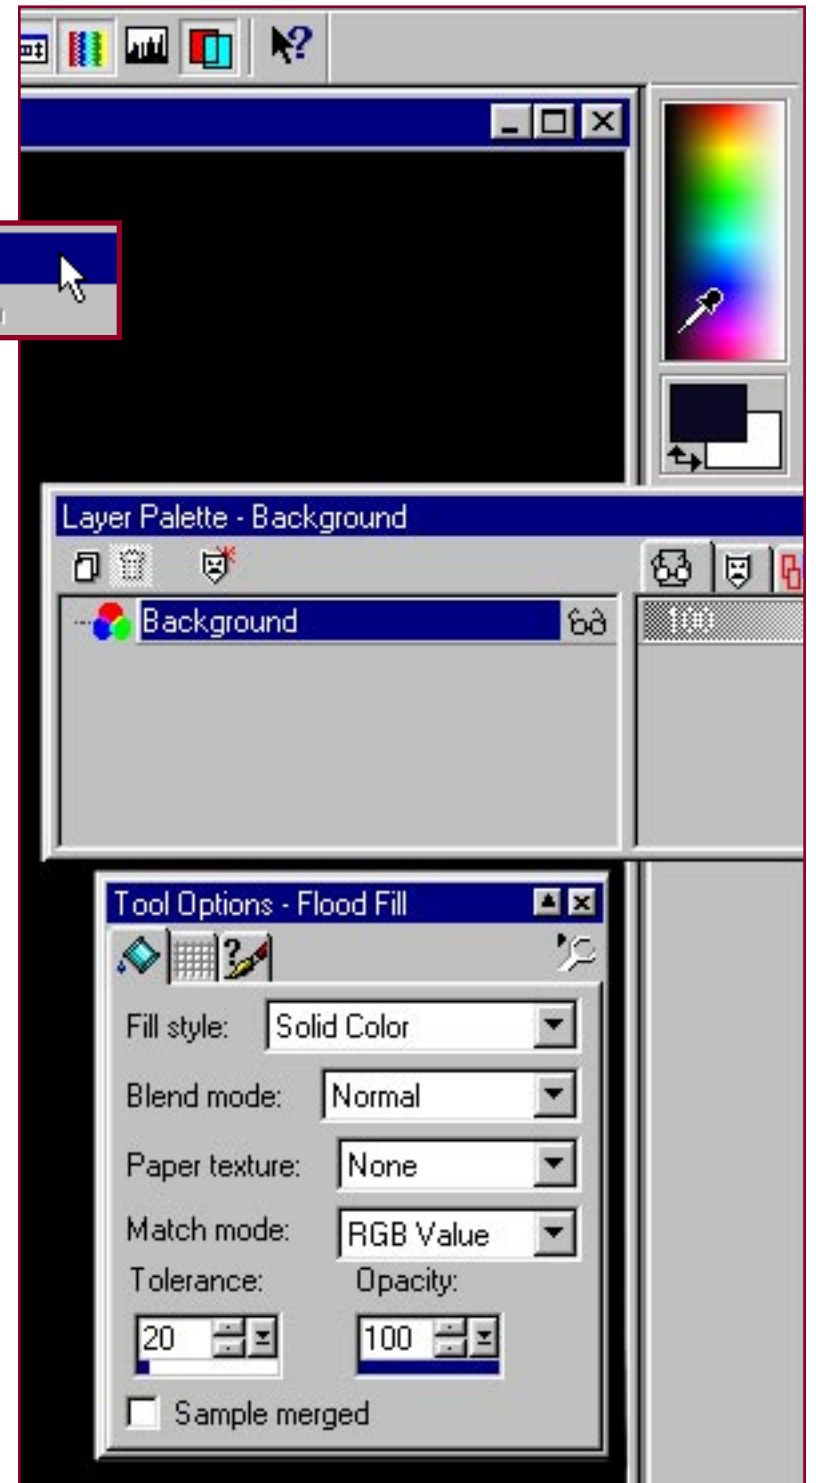 Layer Palette - Background
Background
100
Tool Options - Flood Fill
Fill style: Solid Color
Blend mode: Normal
Paper texture: None
Match mode: RGB Value
Tolerance: Opacity:
20 100
Sample merged